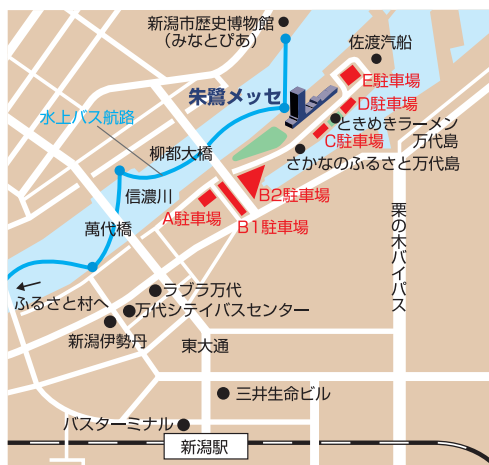 新潟市歴史博物館
（みなとぴあ）
佐渡汽船
E駐車場
朱鷺メッセ
D駐車場
水上バス航路
ときめきラーメン
万代島
C駐車場
柳都大橋
さかなのふるさと万代島
信濃川
B2駐車場
A駐車場
B1駐車場
萬代橋
栗の木バイパス
ふるさと村へ
ラブラ万代
万代シテイバスセンター
新潟伊勢丹
東大通
三井生命ビル
バスターミナル
新潟駅